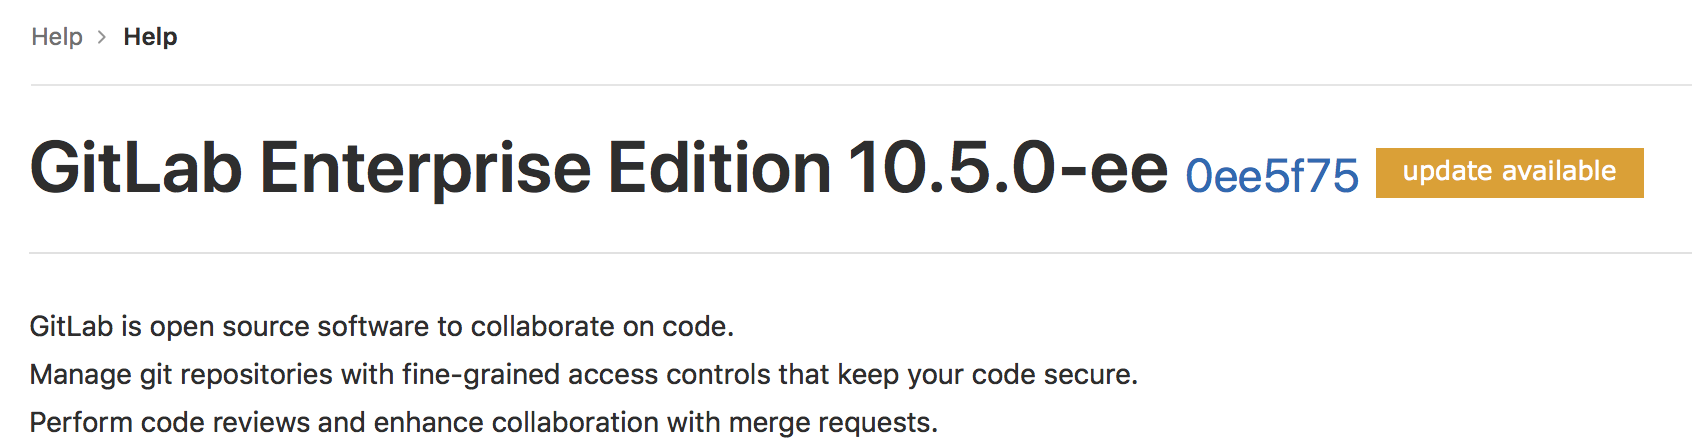 Help > Help
GitLab Enterprise Edition 10.5.0-ee 0ee5f75 update available
GitLab is open source software to collaborate on code.
Manage git repositories with fine-grained access controls that keep your code secure.
Perform code reviews and enhance collaboration with merge requests.